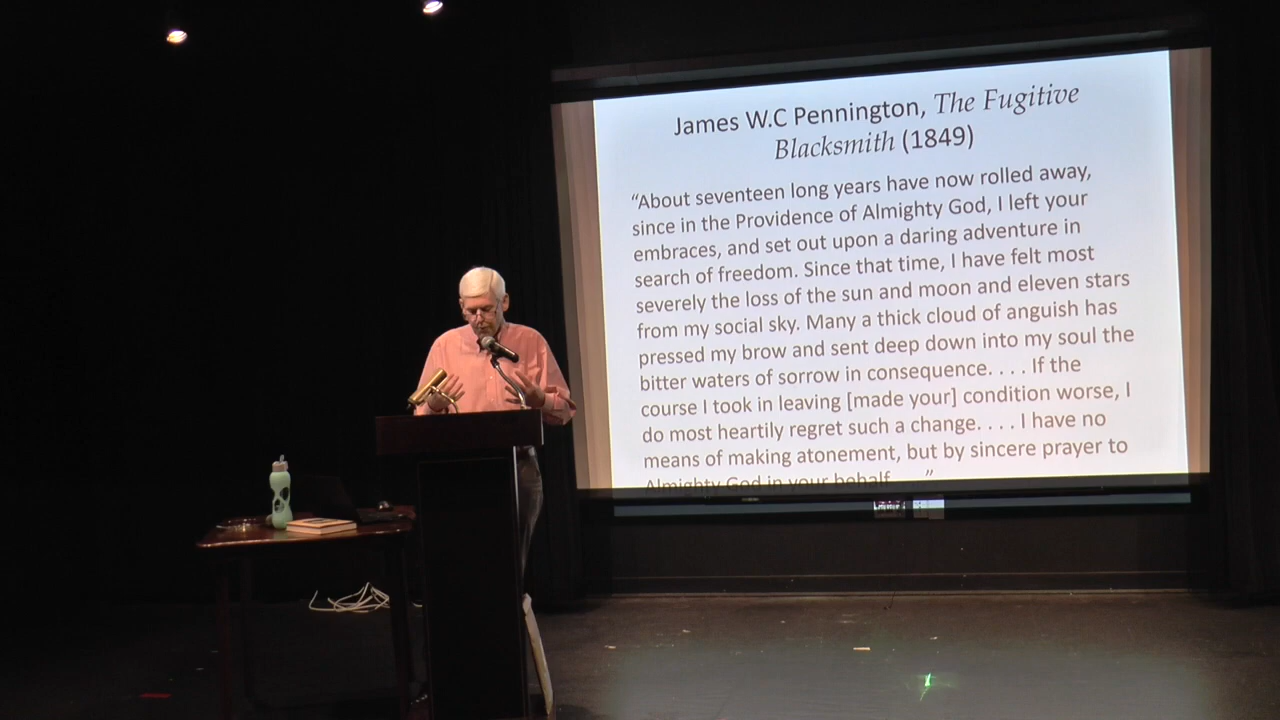 James W.C Pennington, The Fugitive
Blacksmith (1849)
“About seventeen long years have now rolled away,
since in the Providence of Almighty God, I left your
embraces, and set out upon a daring adventure in
search of freedom. Since that time, I have felt most
severely the loss of the sun and moon and eleven stars
from my social sky. Many a thick cloud of anguish has
pressed my brow and sent deep down into my soul the
bitter waters of sorrow in consequence. . . . If the
course I took in leaving [made your] condition worse, I
do most heartily regret such a change. . . . I have no
means of making atonement, but by sincere prayer to
Almighty God in your behalf. . . .”